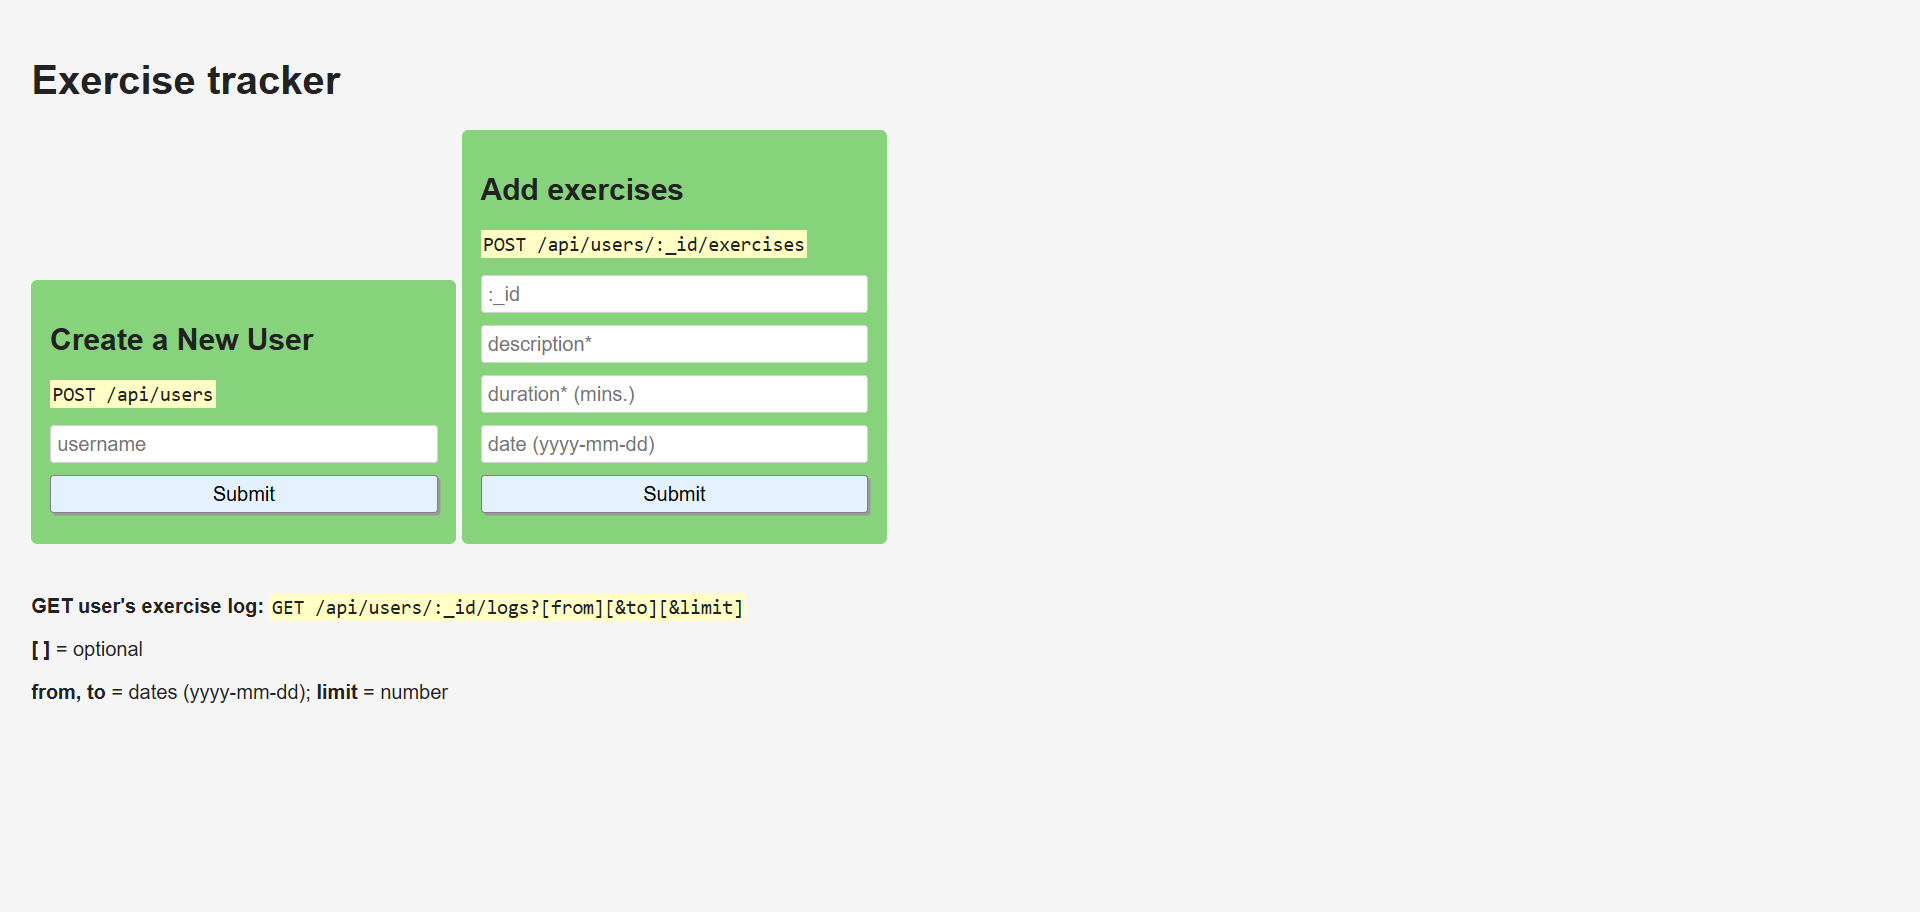 Exercise tracker
Create a New User
POST /api/users
username
Submit
Add exercises
POST /api/users/:_id/exercises
:_id
description*
duration* (mins.)
date (yyyy-mm-dd)
Submit
GET user's exercise log: GET /api/users/:_id/logs?[from][&to][&limit]
[ ] = optional
from, to = dates (yyyy-mm-dd); limit = number